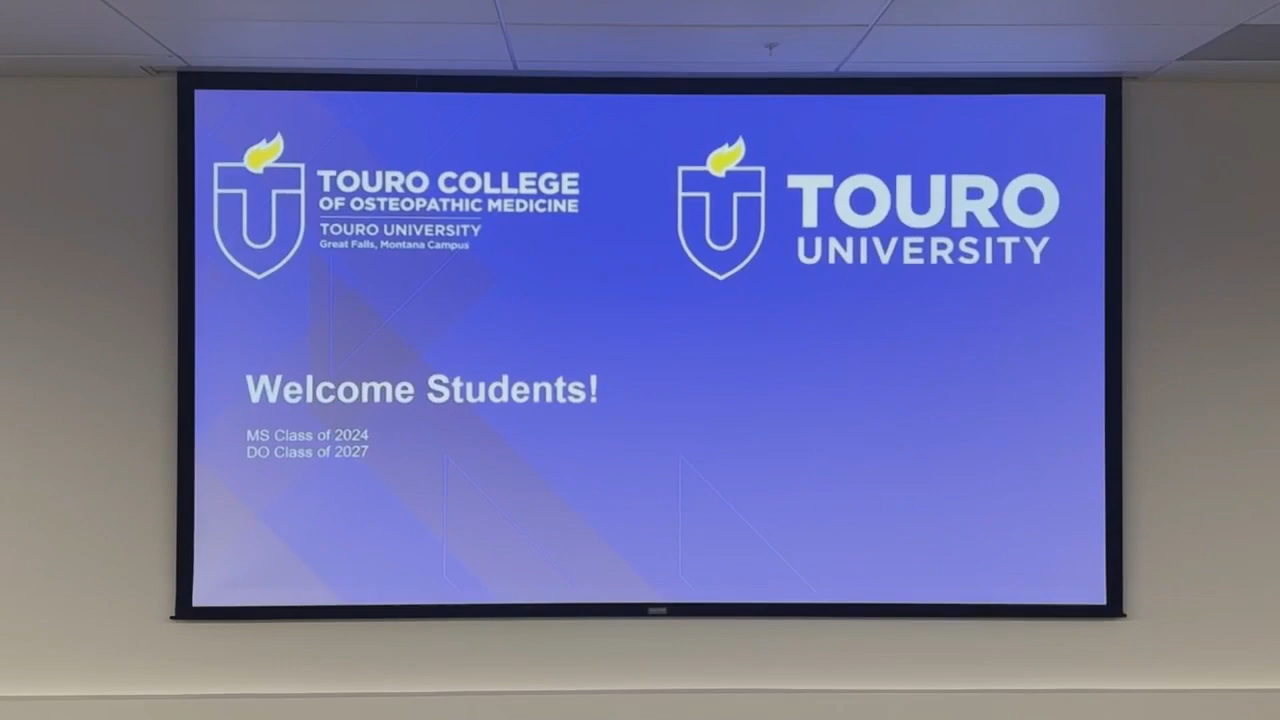 TOURO COLLEGE
OF OSTEOPATHIC MEDICINE
TOURO UNIVERSITY
Great Falls, Montana Campus
TOURO
UNIVERSITY
Welcome Students!
MS Class of 2024
DO Class of 2027